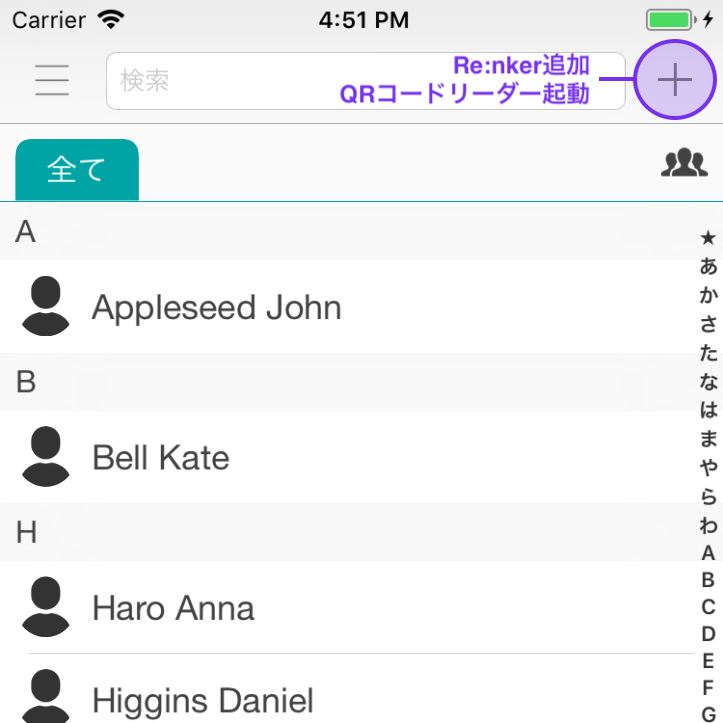 Carrier 4:51 PM
検索
Re:nker追加
QRコードリーダー起動
全て
A
Appleseed John
B
Bell Kate
H
Haro Anna
Higgins Daniel
★
あ
か
さ
た
な
は
ま
や
ら
わ
A
B
C
D
E
F
G